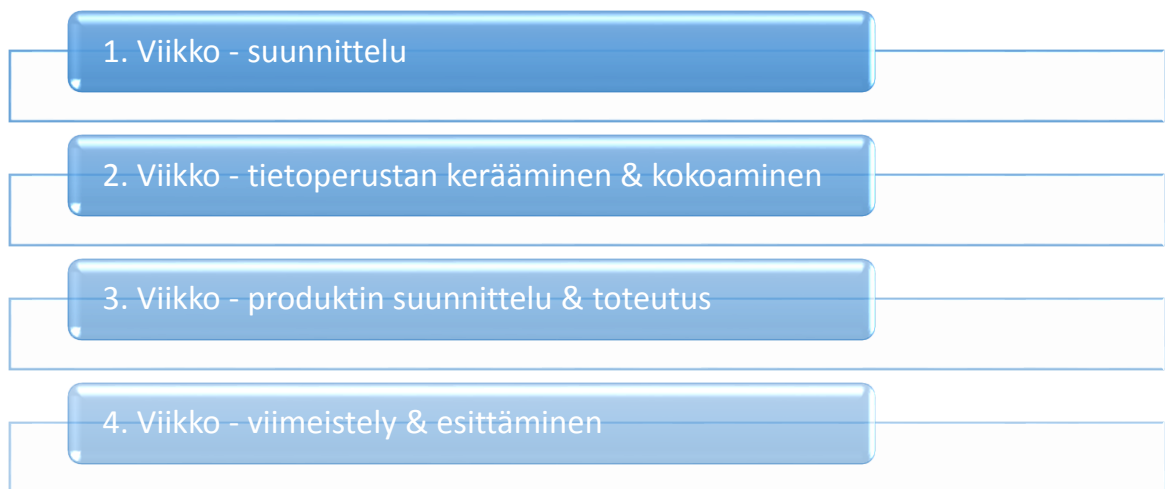 1. Viikko - suunnittelu
2. Viikko - tietoperustan kerääminen & kokoaminen
3. Viikko - produktin suunnittelu & toteutus
4. Viikko - viimeistely & esittäminen